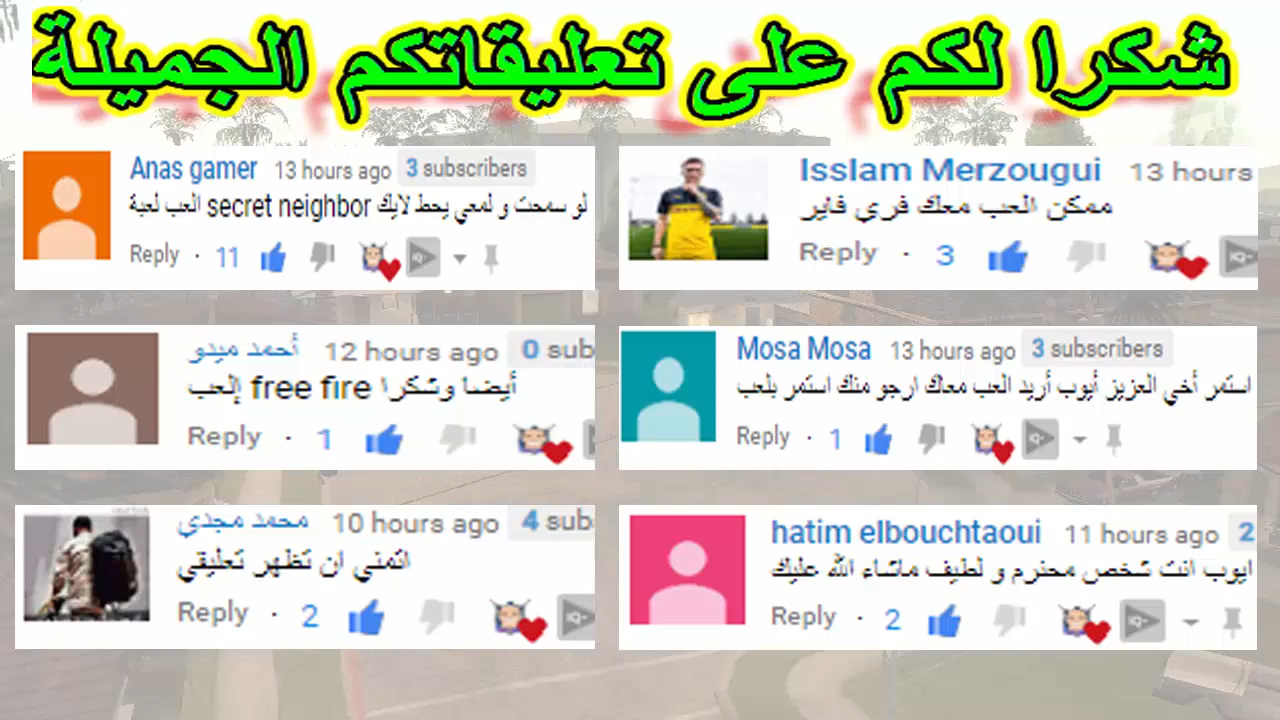 شكرا لكم على تعليقاتكم الجميلة
Anas gamer 13 hours ago 3 subscribers
لو سمحت و لمعي يحط لايك secret neighbor العب لعبة
Reply · 11
Isslam Merzougui 13 hours
ممكن العب معك فري فاير
Reply · 3
أحمد ميدو 12 hours ago 0 sub
أيضا وشكرا free fire إلعب
Reply · 1
Mosa Mosa 13 hours ago 3 subscribers
استمر أخي العزيز أيوب أريد العب معاك ارجو منك استمر بلعب
Reply · 1
محمد مجدي 10 hours ago 4 sub
اتمني ان تظهر تعليقي
Reply · 2
hatim elbouchtaoui 11 hours ago 2
ايوب انت شخص محترم و لطيف ماشاء الله عليك
Reply · 2